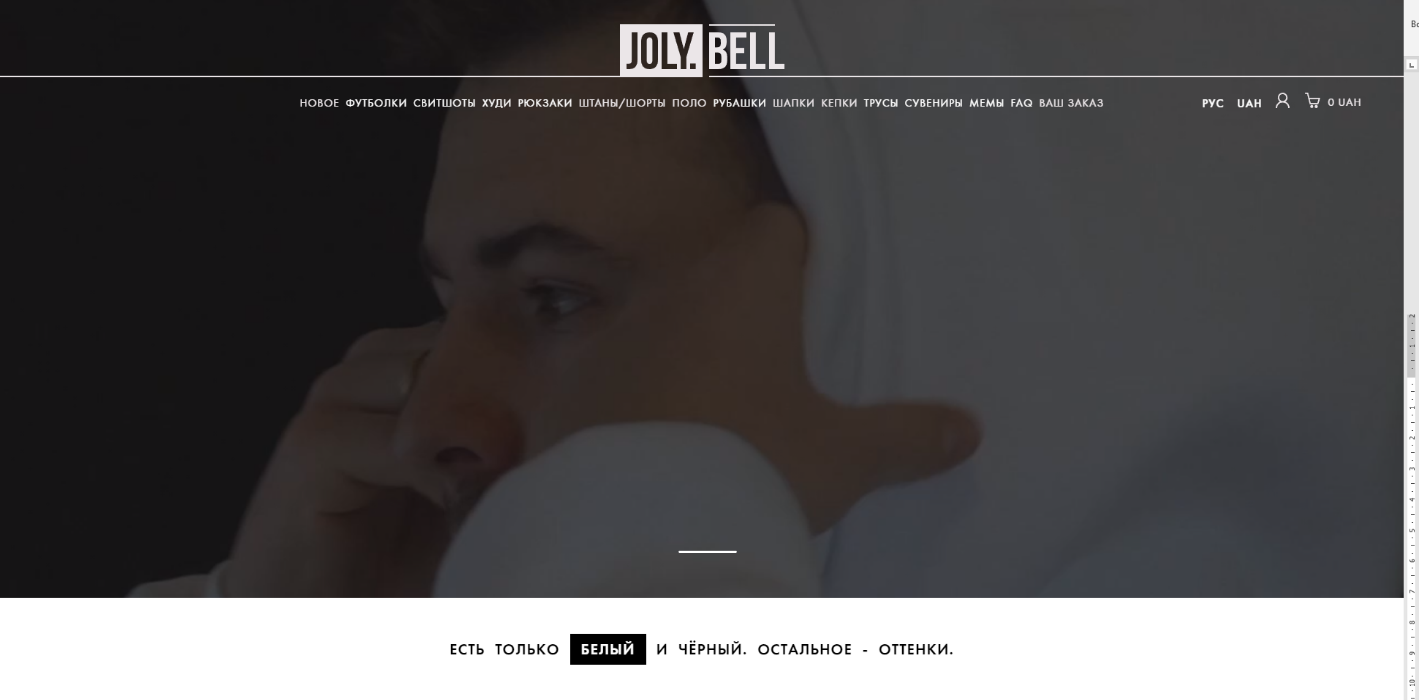 JOLY.BELL
НОВОЕ ФУТБОЛКИ СВИТШОТЫ ХУДИ РЮКЗАКИ ШТАНЫ/ШОРТЫ ПОЛО РУБАШКИ ШАПКИ КЕПКИ ТРУСЫ СУВЕНИРЫ МЕМЫ FAQ ВАШ ЗАКАЗ РУС UAH 0 UAH
ЕСТЬ ТОЛЬКО БЕЛЫЙ И ЧЁРНЫЙ. ОСТАЛЬНОЕ - ОТТЕНКИ.